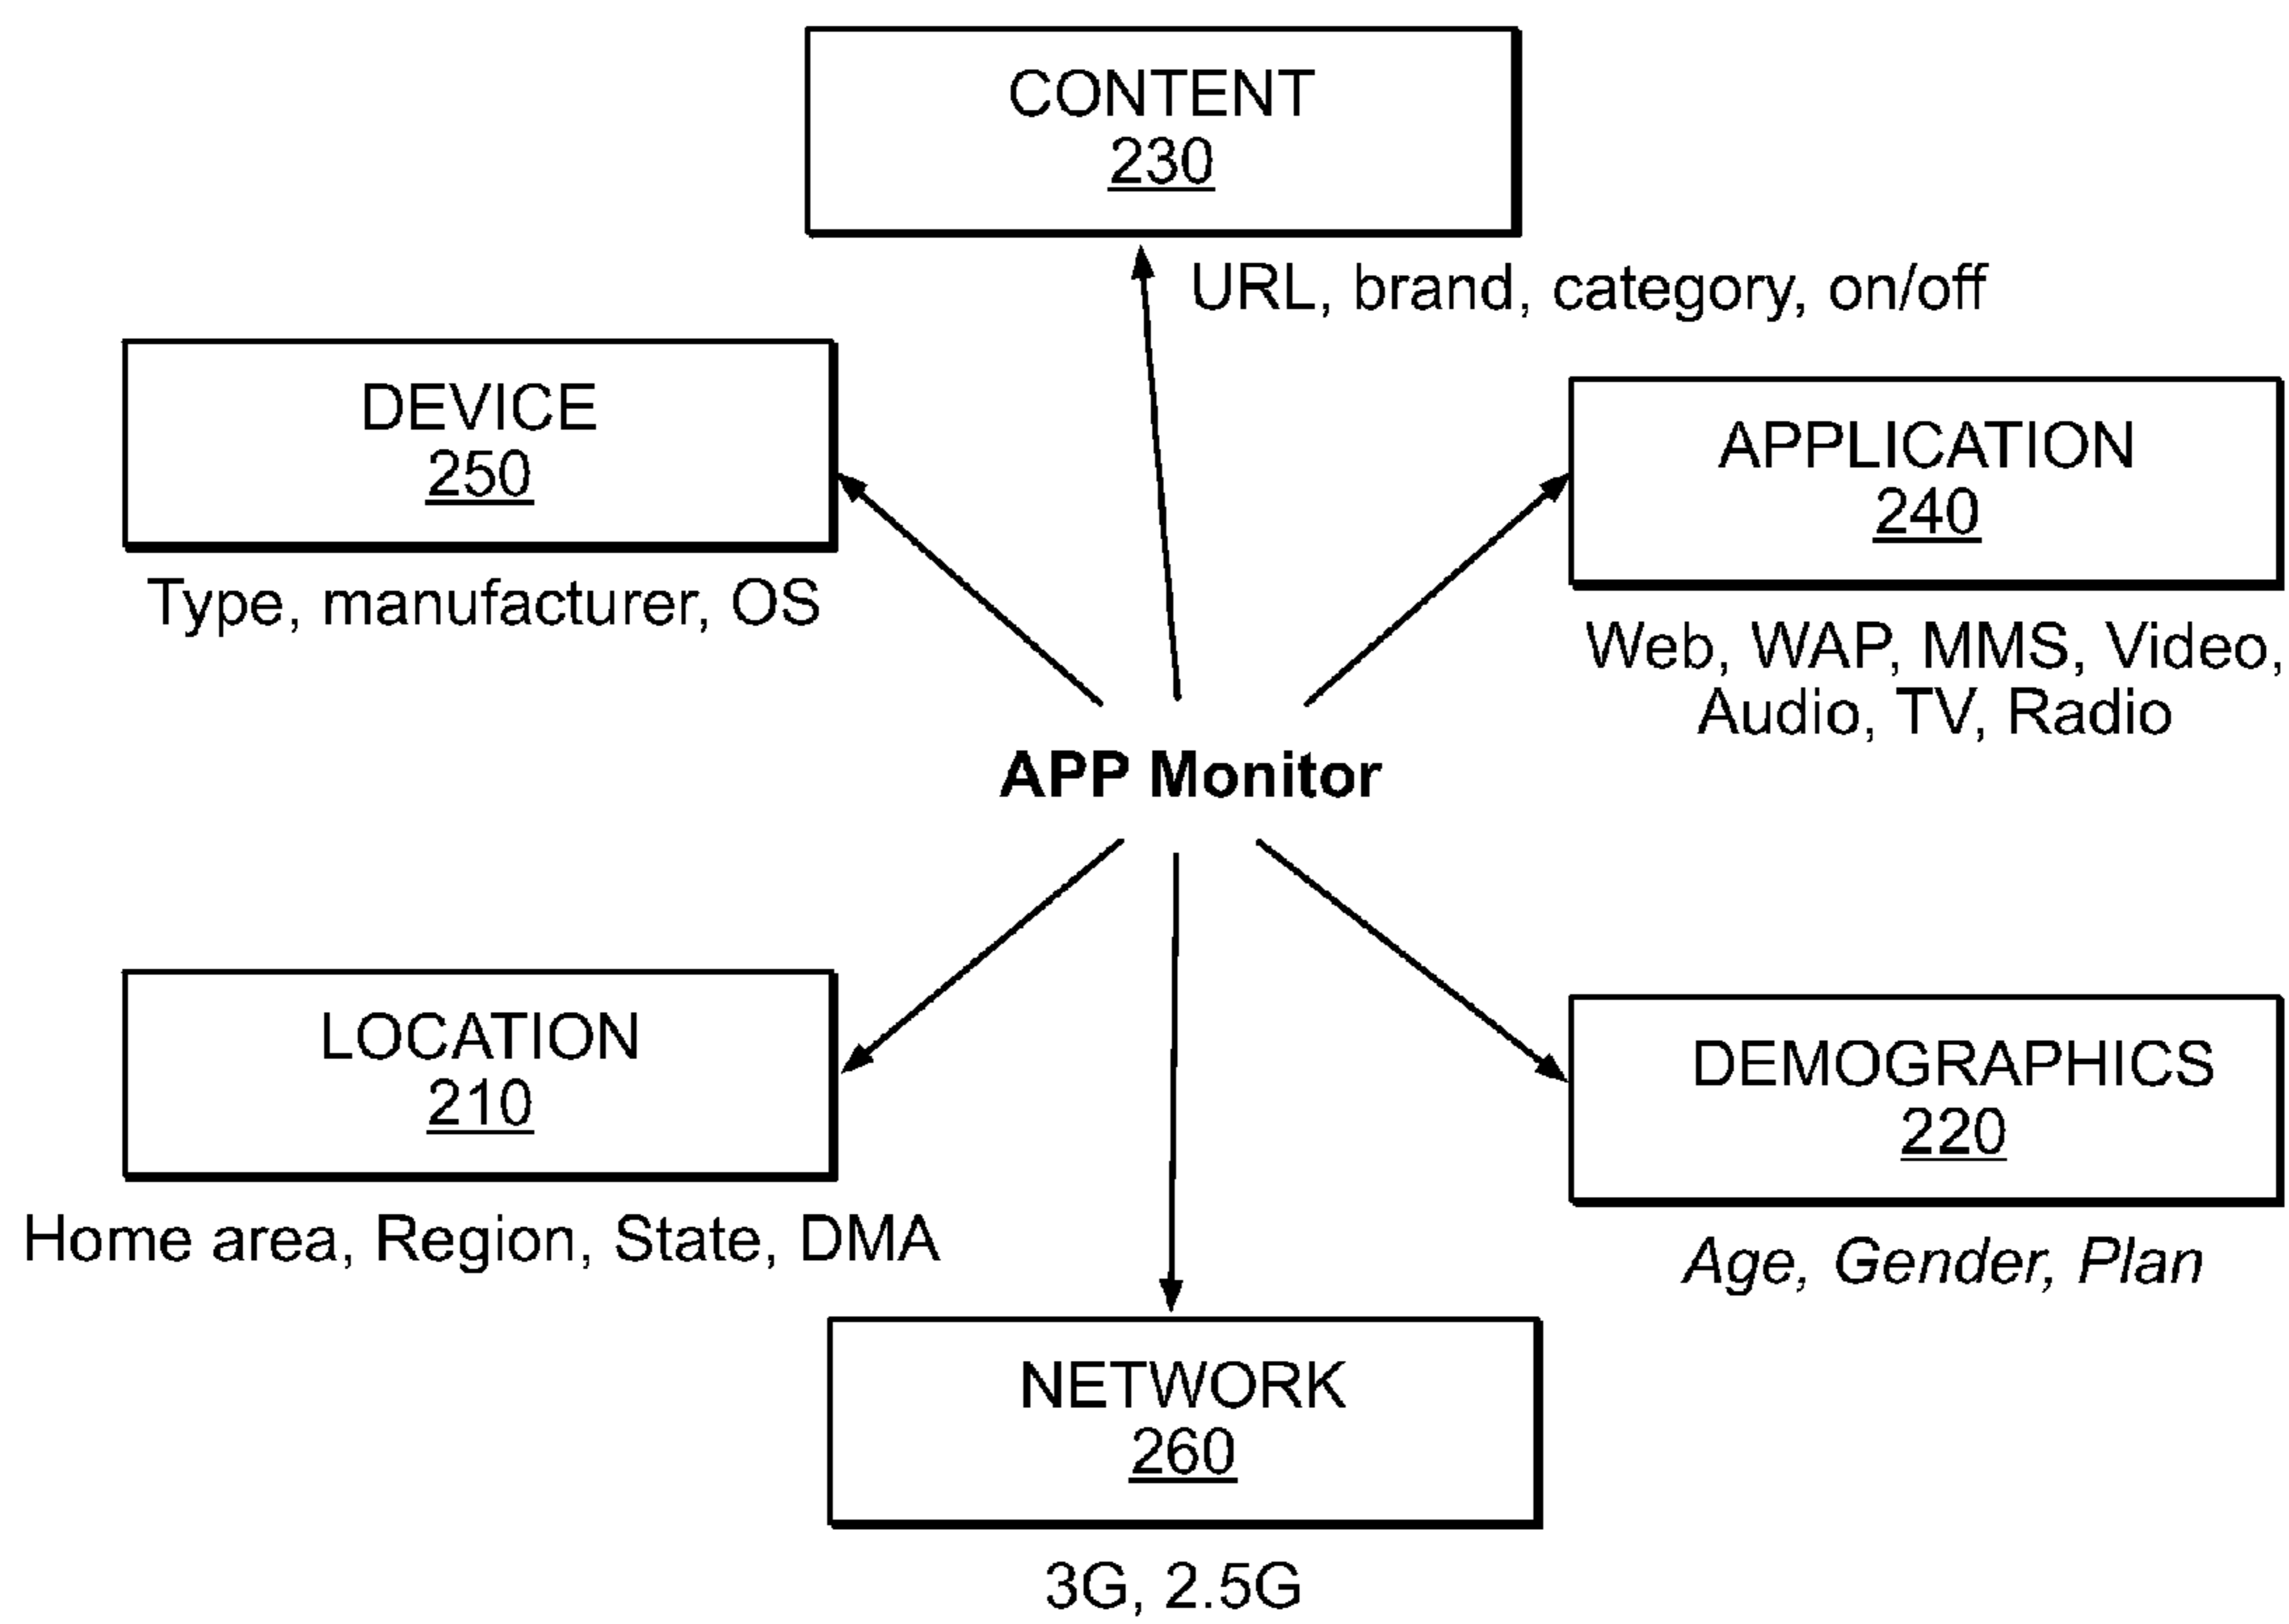 CONTENT
230
URL, brand, category, on/off
DEVICE
250
Type, manufacturer, OS
APPLICATION
240
Web, WAP, MMS, Video,
Audio, TV, Radio
APP Monitor
LOCATION
210
Home area, Region, State, DMA
DEMOGRAPHICS
220
Age, Gender, Plan
NETWORK
260
3G, 2.5G